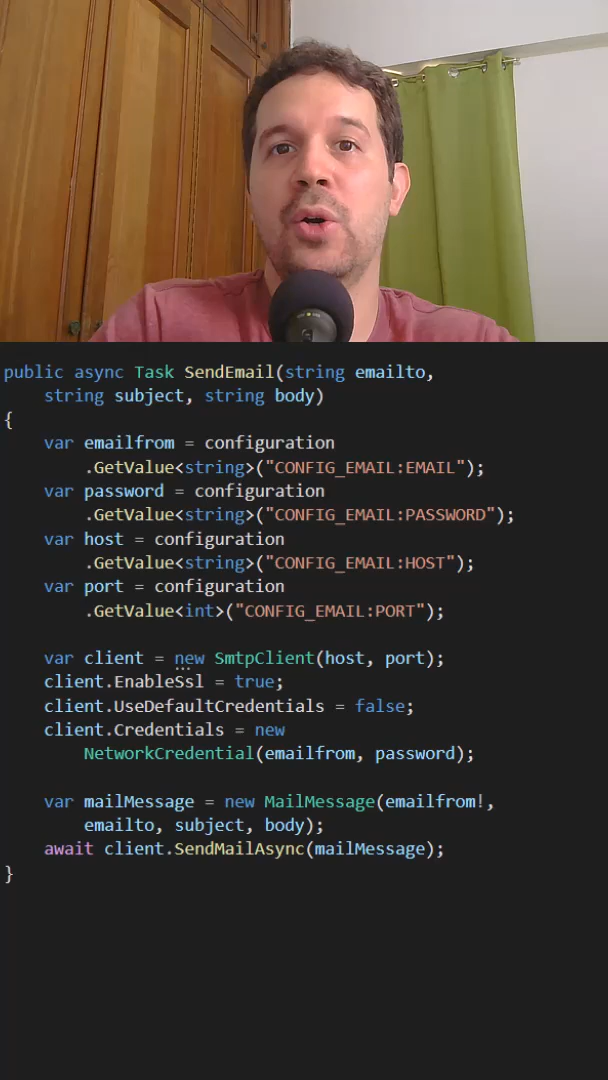 public async Task SendEmail(string emailto,
string subject, string body)
{
var emailfrom = configuration
.GetValue<string>("CONFIG_EMAIL:EMAIL");
var password = configuration
.GetValue<string>("CONFIG_EMAIL:PASSWORD");
var host = configuration
.GetValue<string>("CONFIG_EMAIL:HOST");
var port = configuration
.GetValue<int>("CONFIG_EMAIL:PORT");
var client = new SmtpClient(host, port);
client.EnableSsl = true;
client.UseDefaultCredentials = false;
client.Credentials = new
NetworkCredential(emailfrom, password);
var mailMessage = new MailMessage(emailfrom!,
emailto, subject, body);
await client.SendMailAsync(mailMessage);
}